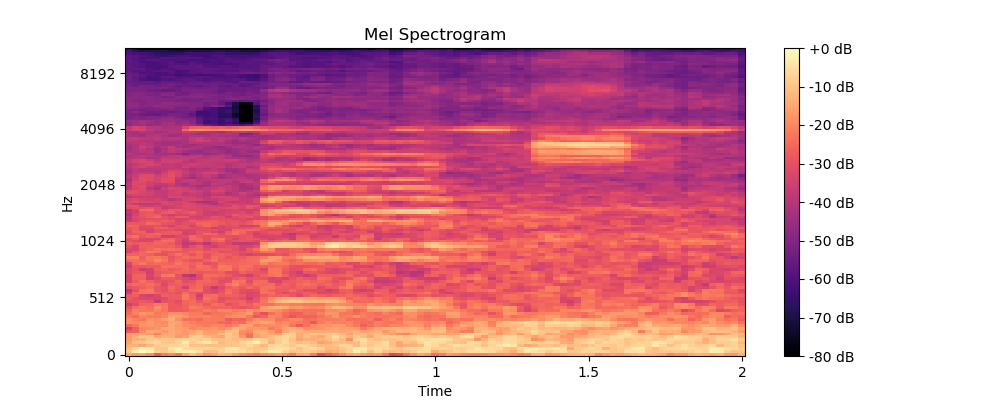 Mel Spectrogram
8192
4096
2048
1024
512
0
Hz
0
0.5
1
1.5
2
Time
+0 dB
-10 dB
-20 dB
-30 dB
-40 dB
-50 dB
-60 dB
-70 dB
-80 dB